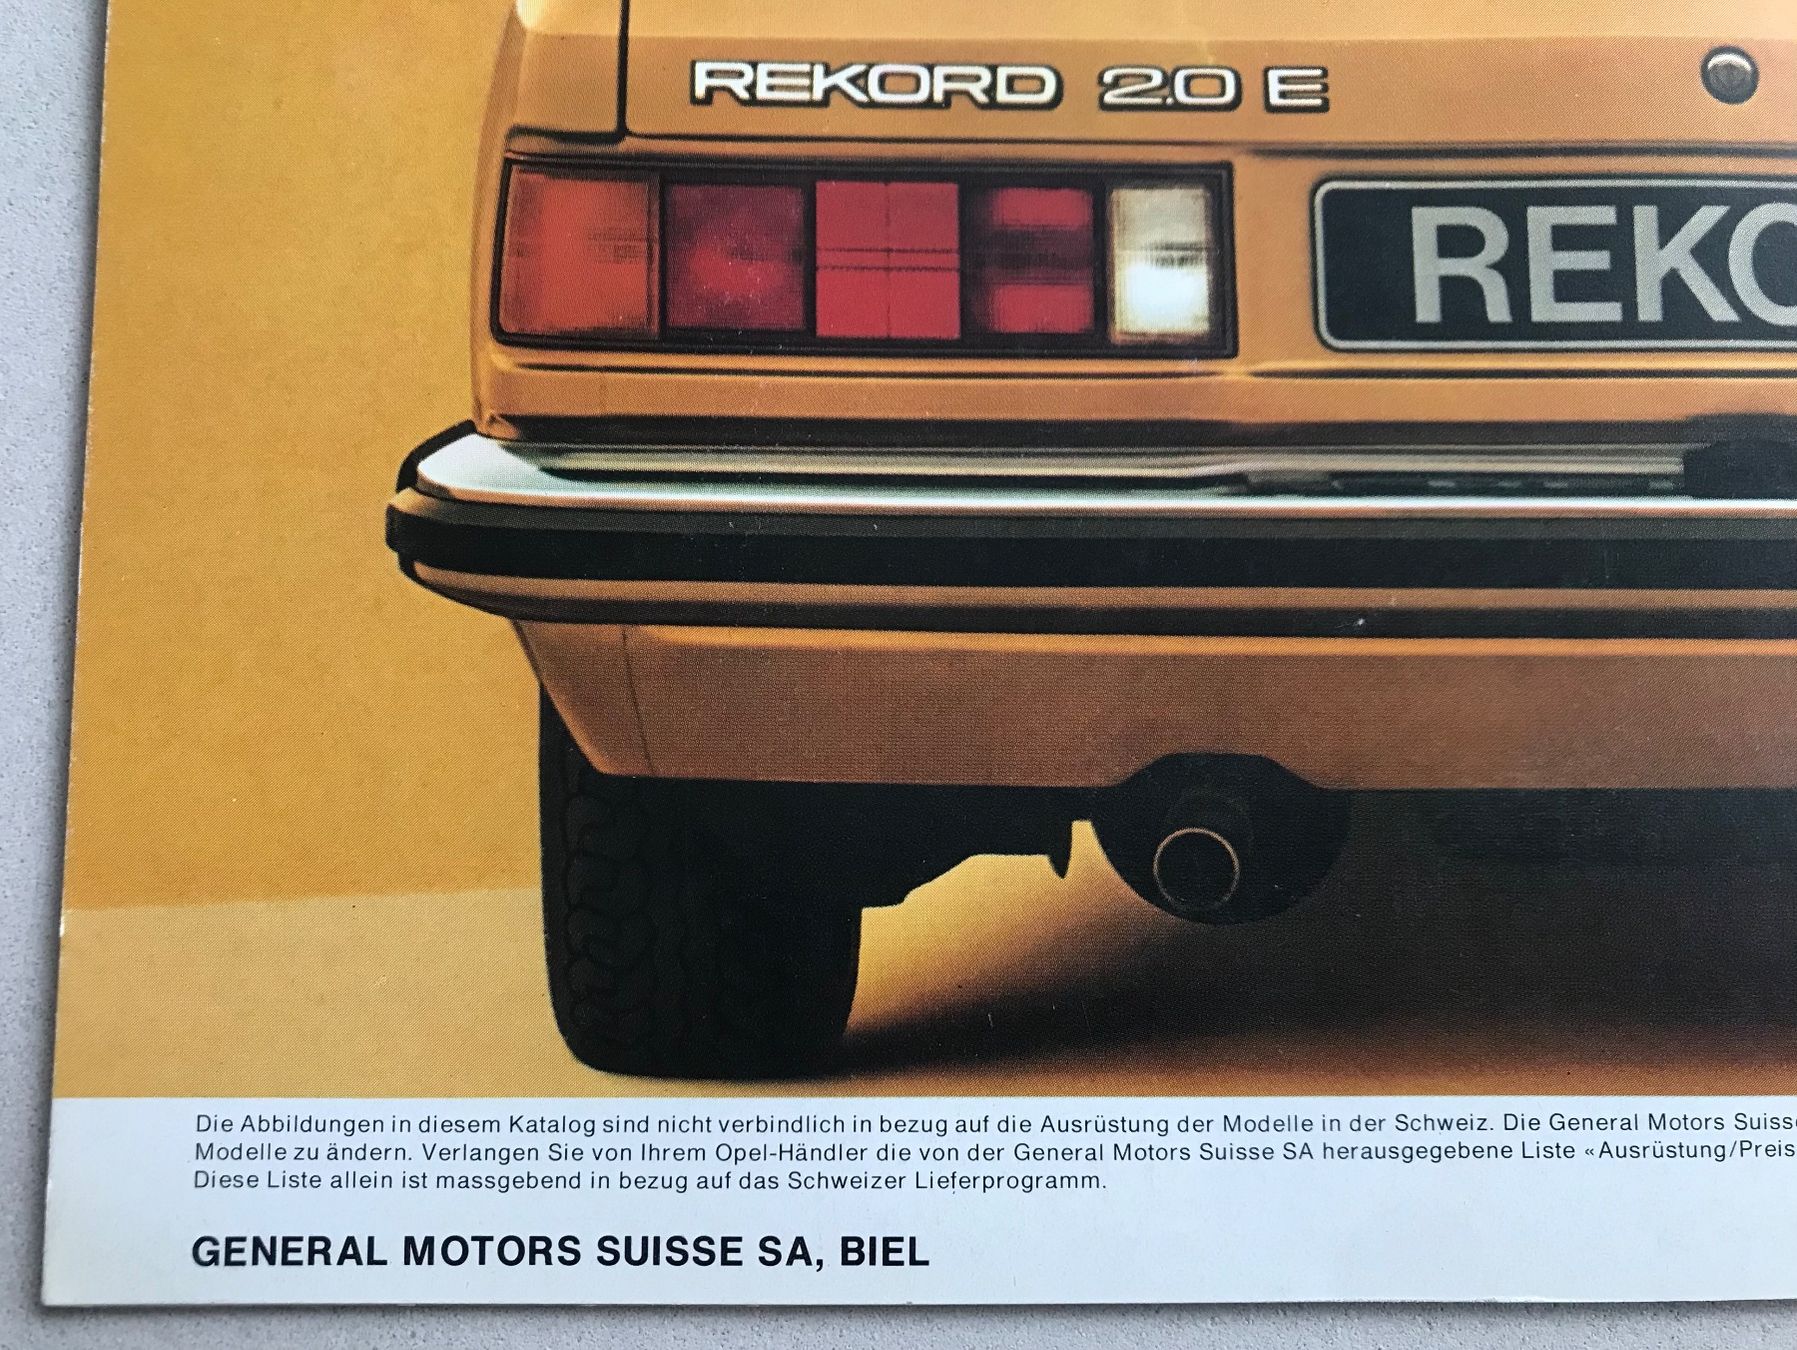 REKORD 2.0 E
REKO
Die Abbildungen in diesem Katalog sind nicht verbindlich in bezug auf die Ausrüstung der Modelle in der Schweiz. Die General Motors Suisse
Modelle zu ändern. Verlangen Sie von Ihrem Opel-Händler die von der General Motors Suisse SA herausgegebene Liste «Ausrüstung/Preis
Diese Liste allein ist massgebend in bezug auf das Schweizer Lieferprogramm.
GENERAL MOTORS SUISSE SA, BIEL